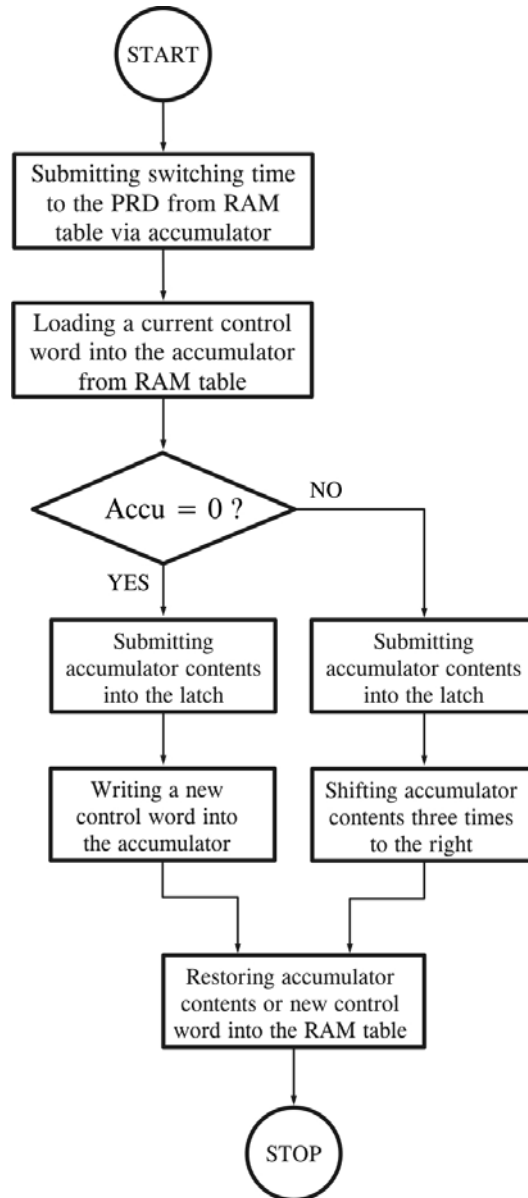 START
Submitting switching time
to the PRD from RAM
table via accumulator
Loading a current control
word into the accumulator
from RAM table
Accu = 0 ?
NO
YES
Submitting
accumulator contents
into the latch
Submitting
accumulator contents
into the latch
Writing a new
control word into
the accumulator
Shifting accumulator
contents three times
to the right
Restoring accumulator
contents or new control
word into the RAM table
STOP